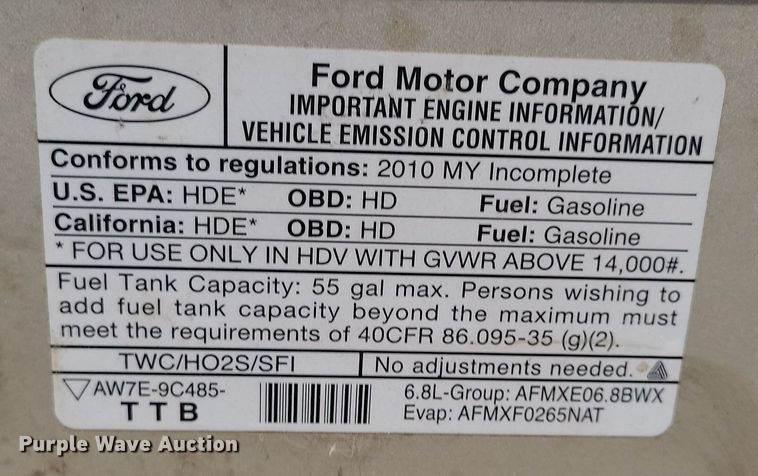 Ford
Ford Motor Company
IMPORTANT ENGINE INFORMATION/
VEHICLE EMISSION CONTROL INFORMATION
Conforms to regulations: 2010 MY Incomplete
U.S. EPA: HDE* OBD: HD Fuel: Gasoline
California: HDE* OBD: HD Fuel: Gasoline
* FOR USE ONLY IN HDV WITH GVWR ABOVE 14,000#.
Fuel Tank Capacity: 55 gal max. Persons wishing to
add fuel tank capacity beyond the maximum must
meet the requirements of 40CFR 86.095-35 (g)(2).
TWC/HO2S/SFI No adjustments needed.
AW7E-9C485- 6.8L-Group: AFMXE06.8BWX
TTB Evap: AFMXF0265NAT
Purple Wave Auction